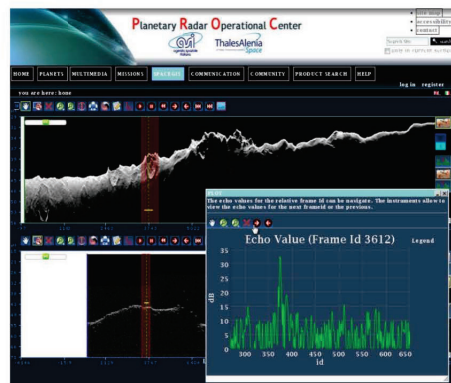 Planetary Radar Operational Center
site map
accessibility
contact
asi
agenzia spaziale
italiana
ThalesAlenia
Space
HOME PLANETS MULTIMEDIA MISSIONS COMMUNICATION COMMUNITY PRODUCT SEARCH HELP
log in register
you are here: home
PLOT
The echo values for the relative frame Id can be navigate. The instruments allow to
view the echo values for the next frameId or the previous.
Echo Value (Frame Id 3612)
Legend
35
30
25
20
15
10
5
0
dB
300 350 400 450 500 550 600 650
id